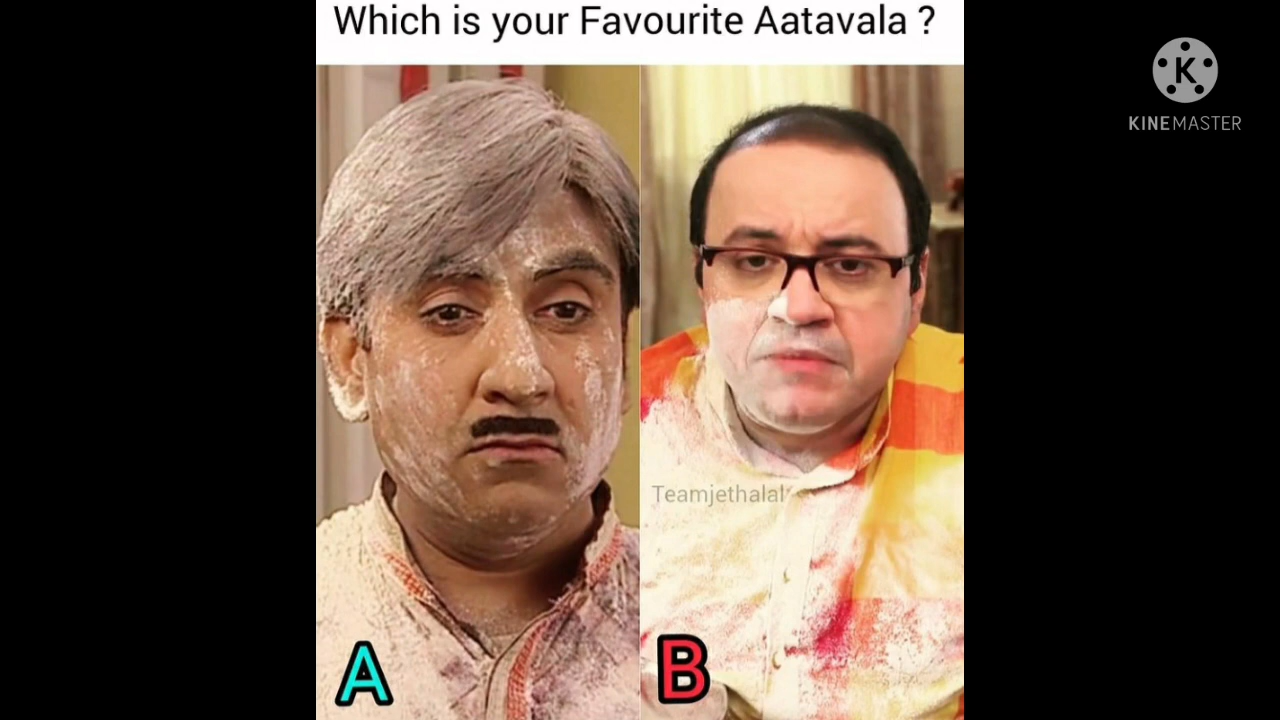 Which is your Favourite Aatavala ?
K
KINEMASTER
Teamjethalal
A
B